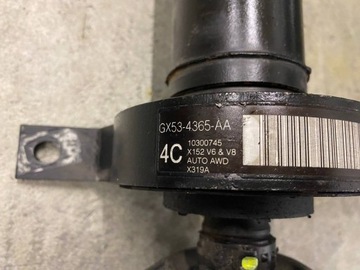 GX53-4365-AA
4C
10300745
X152 V6 & V8
AUTO AWD
X319A